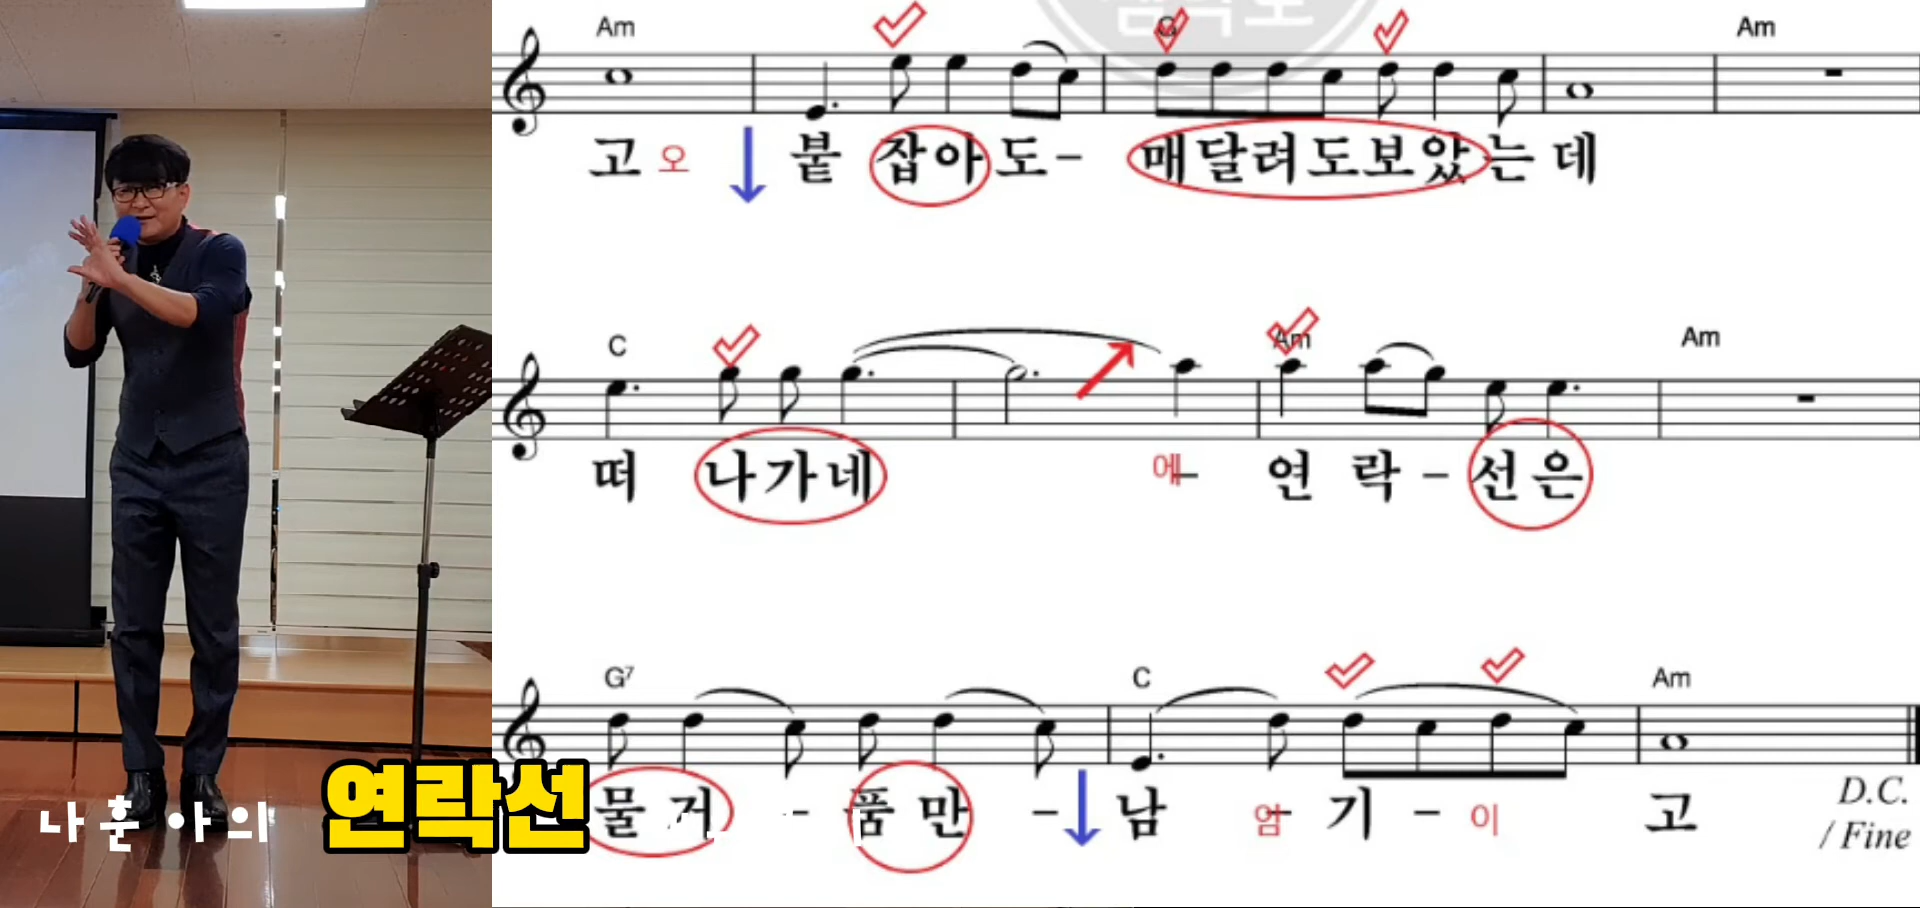 Am G Am
고 오 붙 잡아 도 - 매달려도보았는 데
C Am Am
떠 나가네 에 - 연 락 - 선 은
G7 C Am
물 거 - 품 만 - 남 엄 - 기 - 이 고
D.C.
/ Fine
나훈아의 연락선